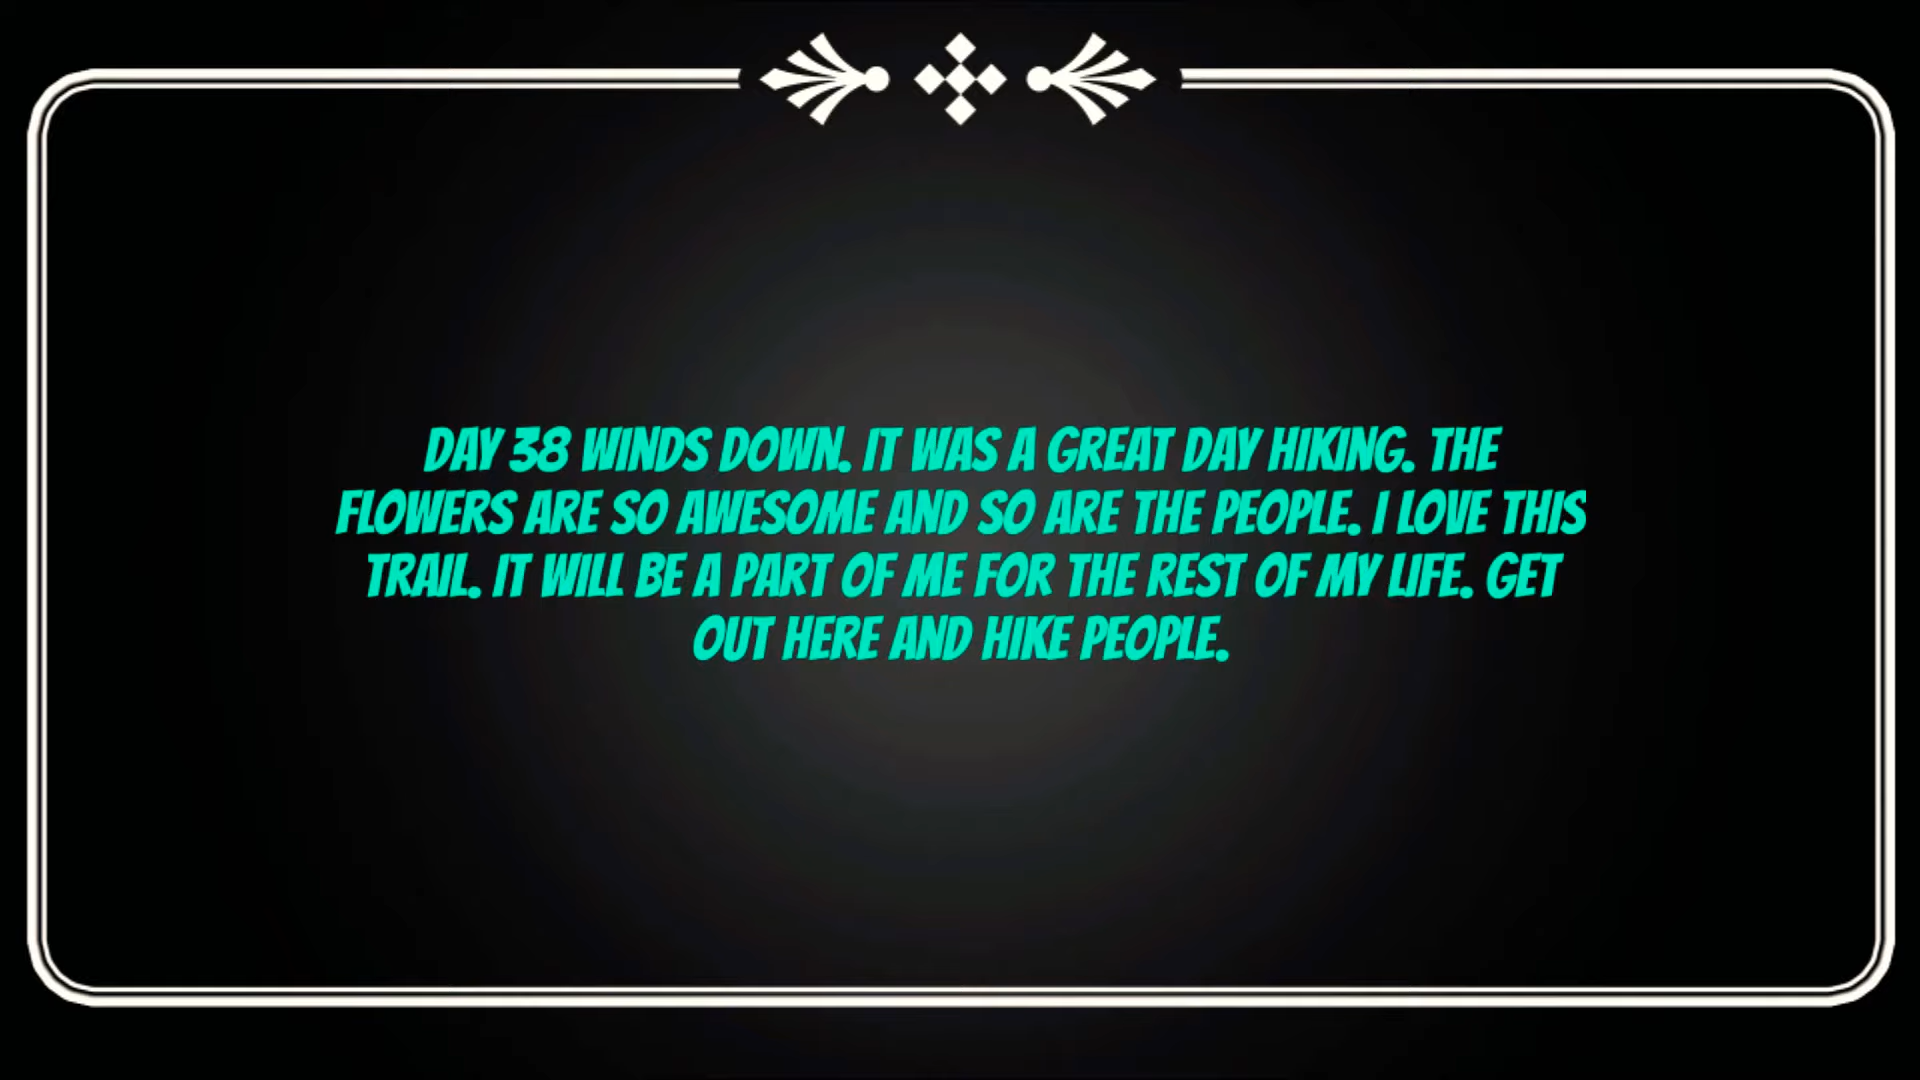 DAY 38 WINDS DOWN. IT WAS A GREAT DAY HIKING. THE
FLOWERS ARE SO AWESOME AND SO ARE THE PEOPLE. I LOVE THIS
TRAIL. IT WILL BE A PART OF ME FOR THE REST OF MY LIFE. GET
OUT HERE AND HIKE PEOPLE.